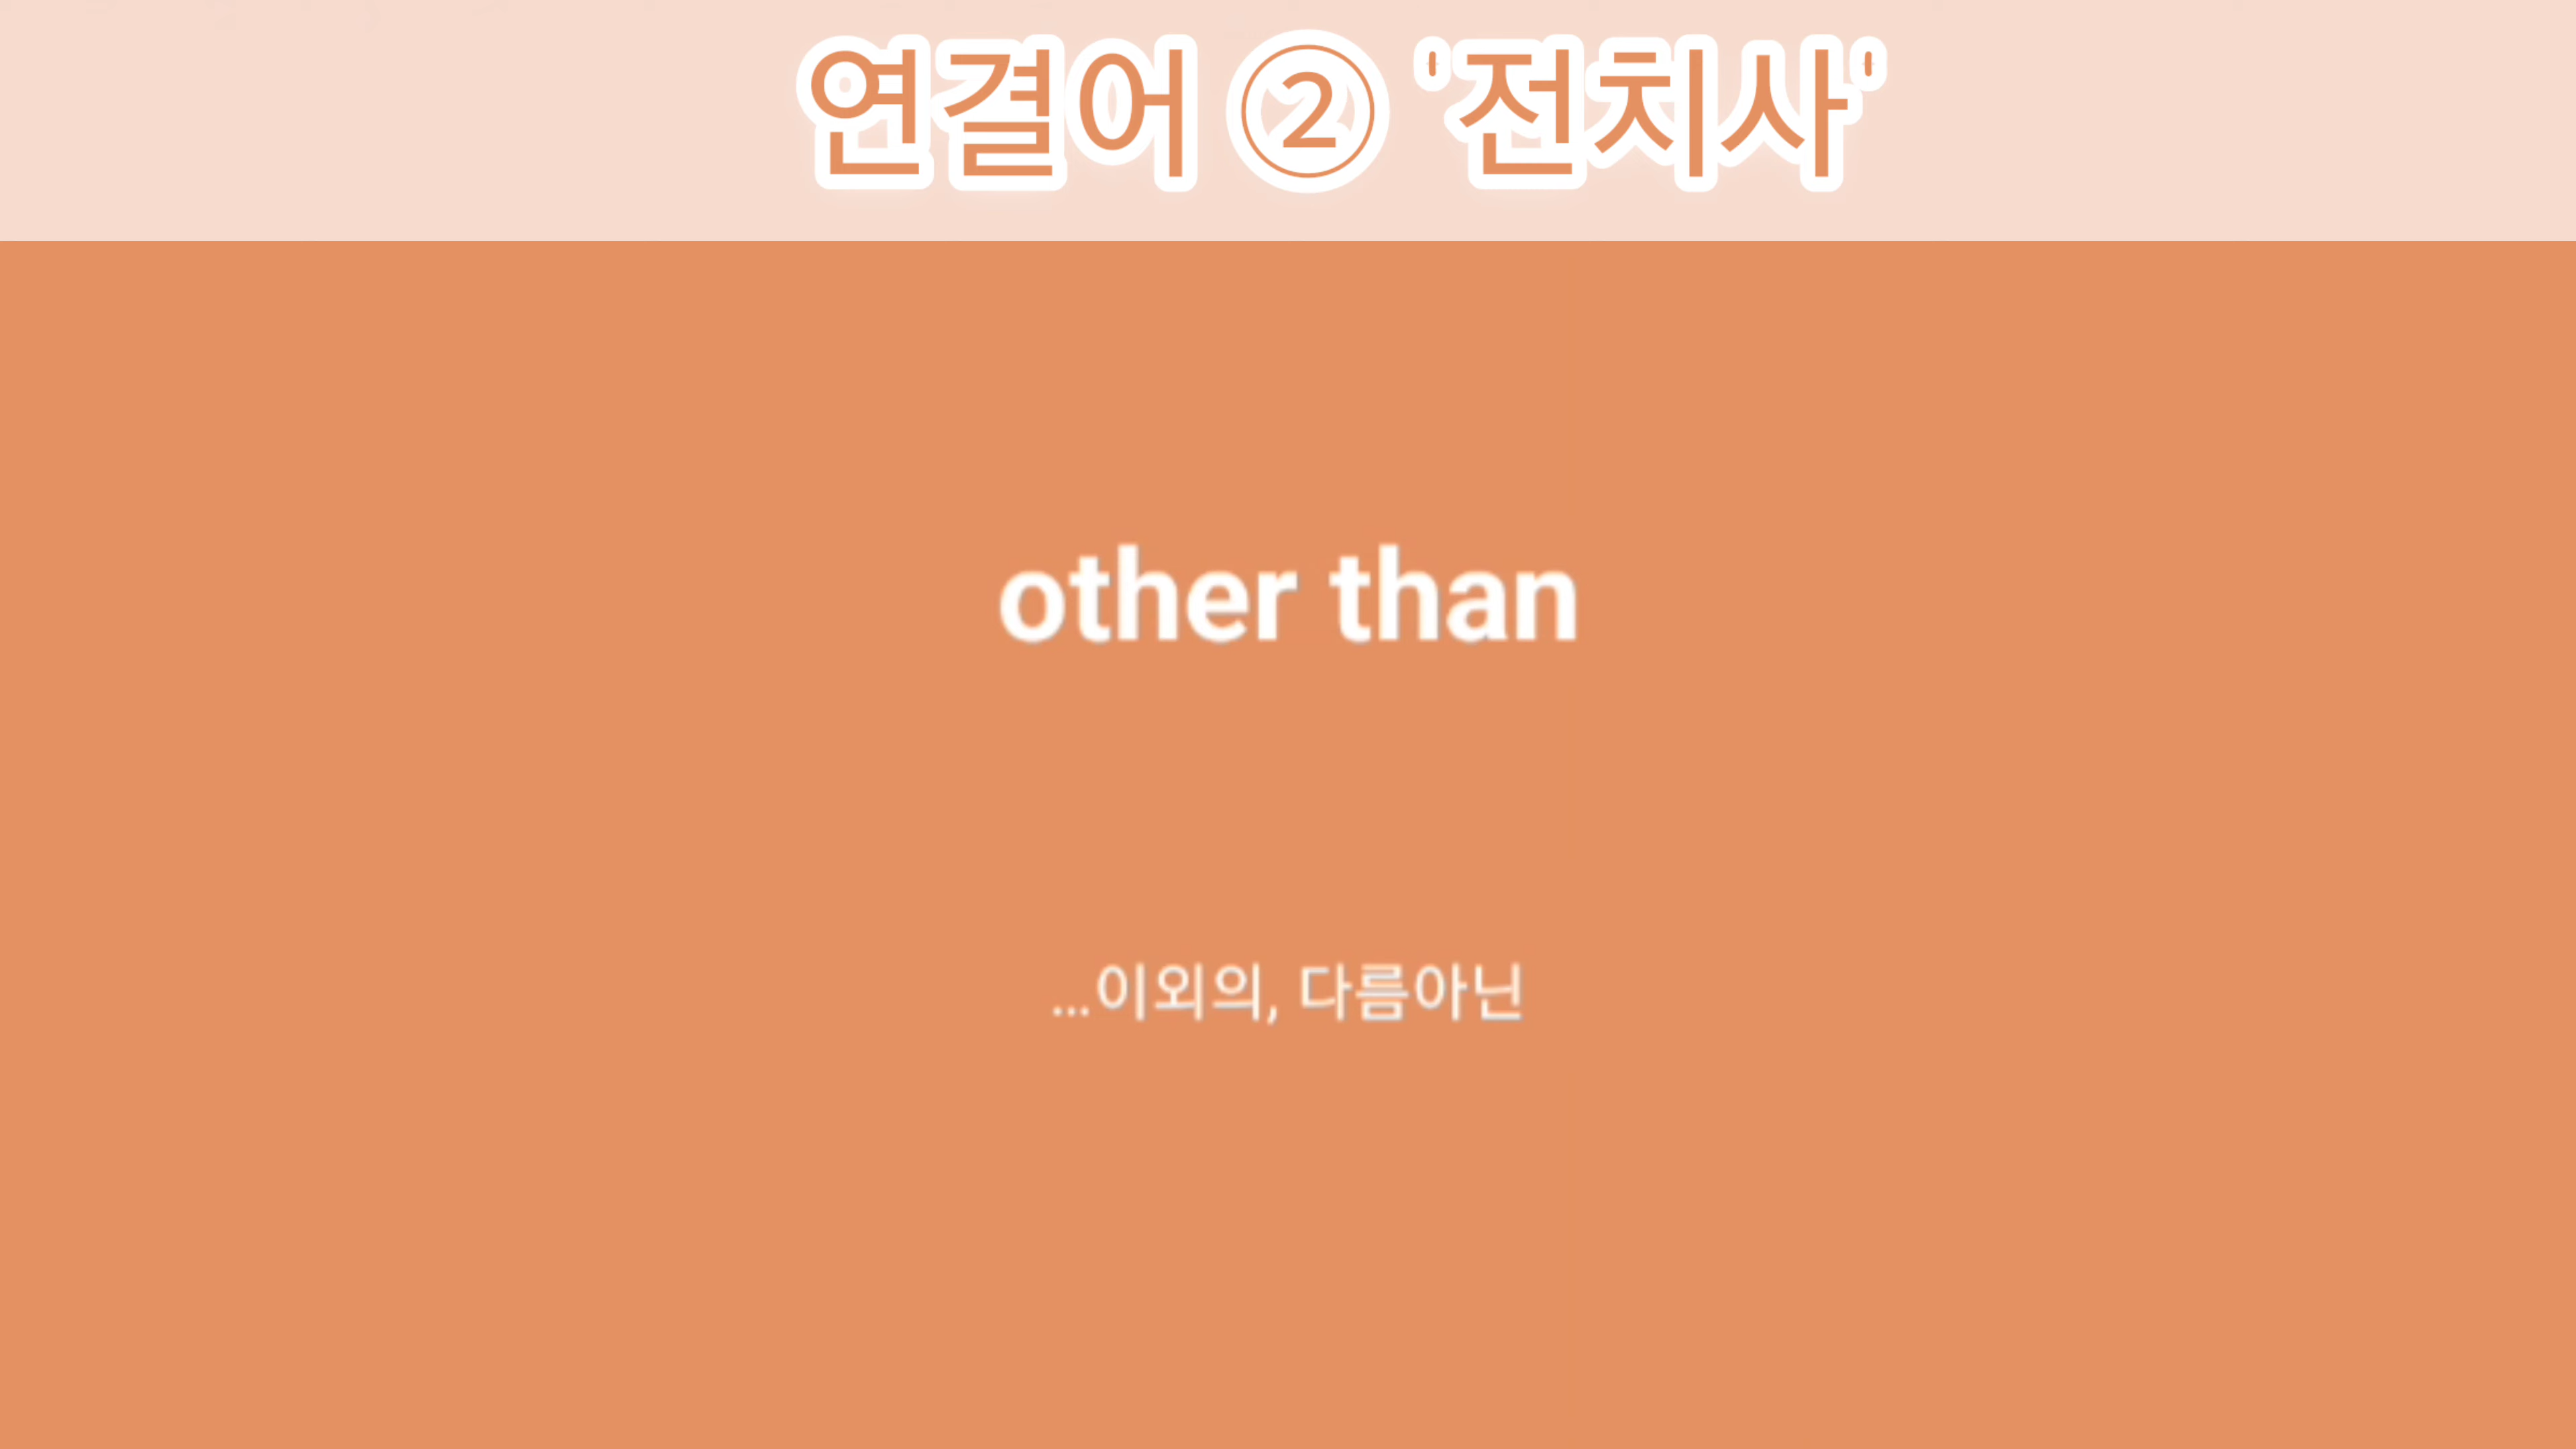 연결어 ② '전치사'
other than
...이외의, 다름아닌